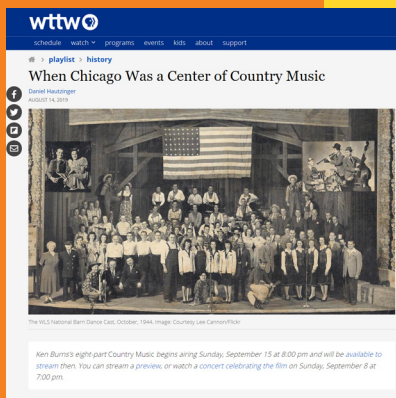 wttw
schedule watch programs events kids about support
> playlist > history
When Chicago Was a Center of Country Music
Daniel Hautzinger
AUGUST 14, 2019
The WLS National Barn Dance Cast, October, 1944. Image: Courtesy Lee Cannon/Flickr
Ken Burns's eight-part Country Music begins airing Sunday, September 15 at 8:00 pm and will be available to
stream then. You can stream a preview, or watch a concert celebrating the film on Sunday, September 8 at
7:00 pm.